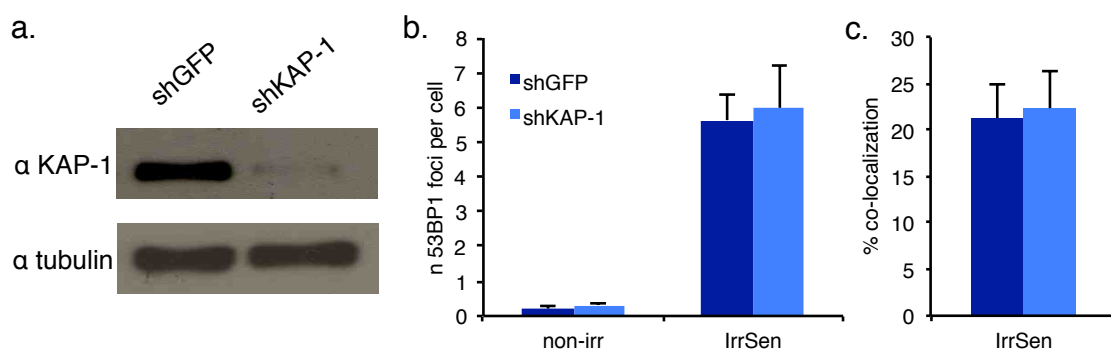 a.
shGFP
shKAP-1
α KAP-1
α tubulin
b.
n 53BP1 foci per cell
8
7
6
5
4
3
2
1
0
shGFP
shKAP-1
non-irr
IrrSen
c.
% co-localization
30
25
20
15
10
5
0
IrrSen